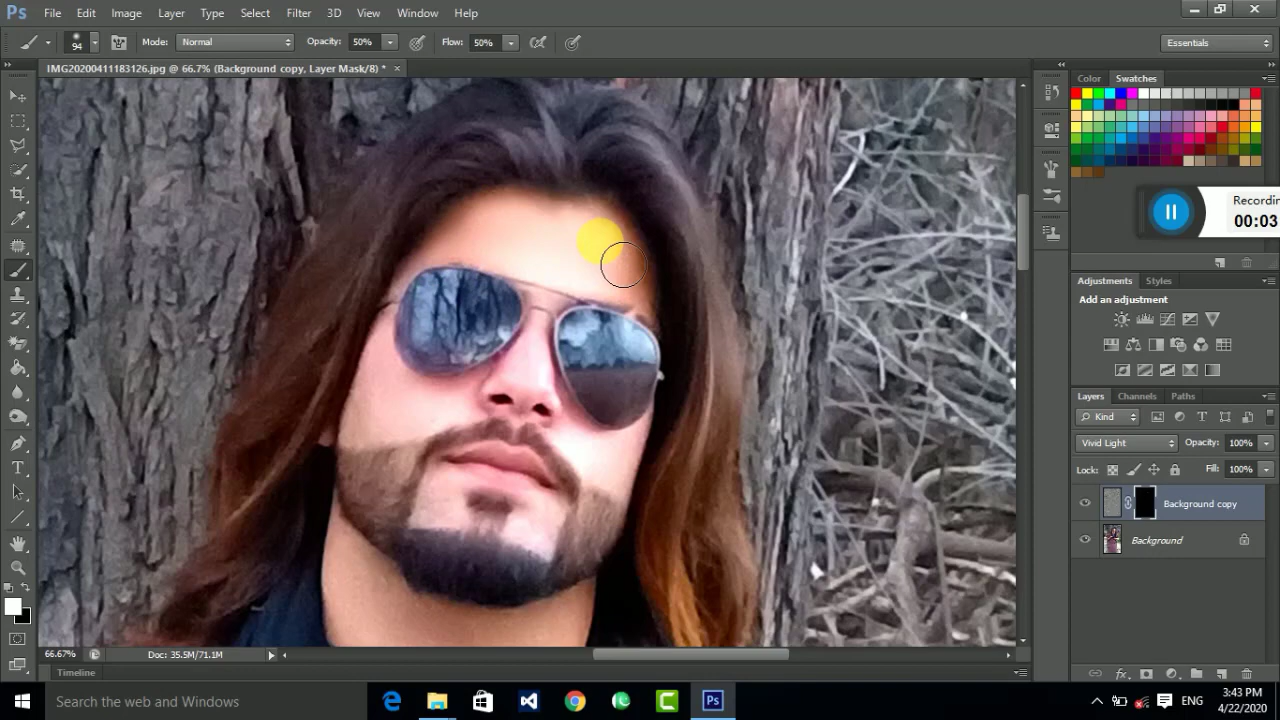 Ps File Edit Image Layer Type Select Filter 3D View Window Help
94 Mode: Normal Opacity: 50% Flow: 50% Essentials
IMG20200411183126.jpg @ 66.7% (Background copy, Layer Mask/8) * ×
Color Swatches
Recording
00:03
Adjustments Styles
Add an adjustment
Layers Channels Paths
Kind
Vivid Light Opacity: 100%
Lock: Fill: 100%
Background copy
Background
66.67% Doc: 35.5M/71.1M
Timeline
Search the web and Windows
Ps
ENG
3:43 PM
4/22/2020